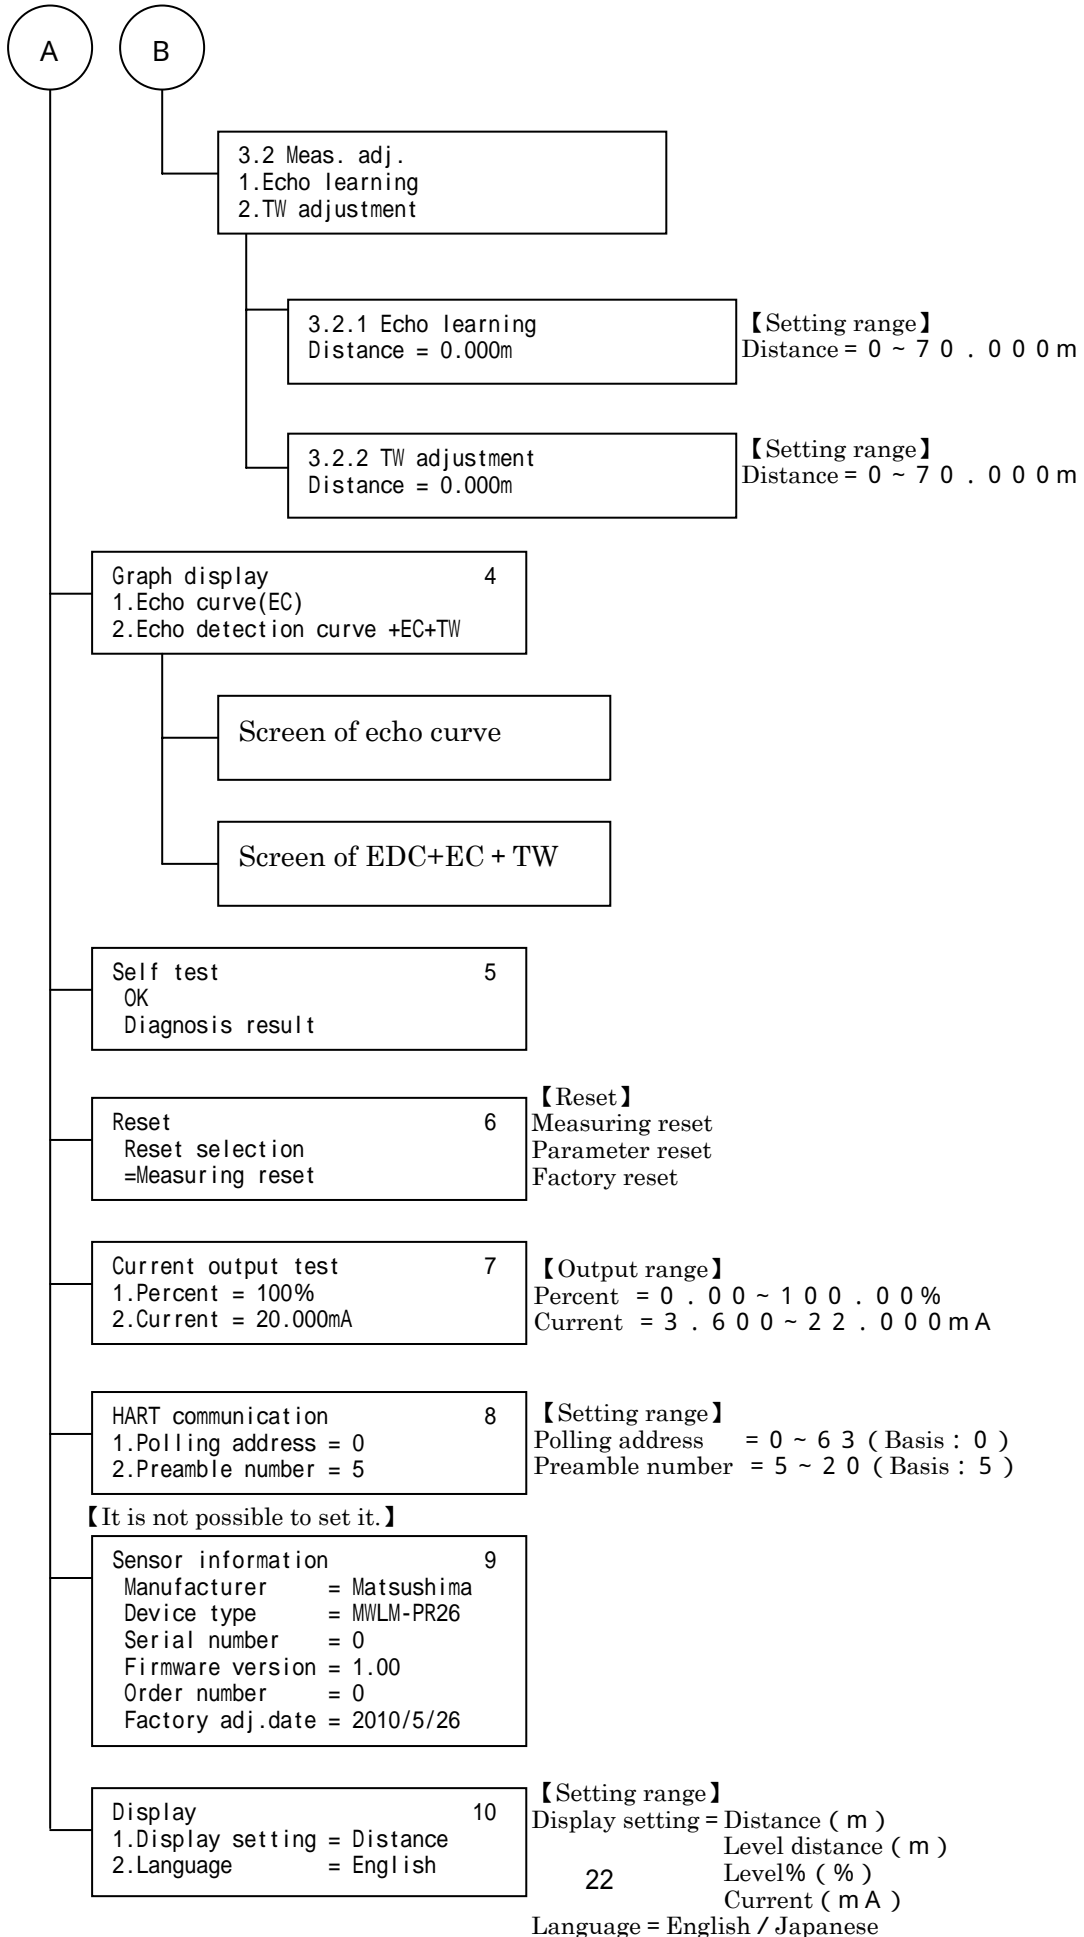 A
B
3.2 Meas. adj.
1.Echo learning
2.TW adjustment
3.2.1 Echo learning
Distance = 0.000m
【Setting range】
Distance = 0 ~ 70.000m
3.2.2 TW adjustment
Distance = 0.000m
【Setting range】
Distance = 0 ~ 70.000m
Graph display 4
1.Echo curve(EC)
2.Echo detection curve +EC+TW
Screen of echo curve
Screen of EDC+EC + TW
Self test 5
OK
Diagnosis result
Reset 6
Reset selection
=Measuring reset
【Reset】
Measuring reset
Parameter reset
Factory reset
Current output test 7
1.Percent = 100%
2.Current = 20.000mA
【Output range】
Percent = 0.00~100.00%
Current = 3.600~22.000mA
HART communication 8
1.Polling address = 0
2.Preamble number = 5
【Setting range】
Polling address = 0~63 (Basis: 0)
Preamble number = 5~20 (Basis: 5)
【It is not possible to set it.】
Sensor information 9
Manufacturer = Matsushima
Device type = MWLM-PR26
Serial number = 0
Firmware version = 1.00
Order number = 0
Factory adj.date = 2010/5/26
Display 10
1.Display setting = Distance
2.Language = English
【Setting range】
Display setting = Distance (m)
Level distance (m)
Level% (%)
Current (mA)
Language = English / Japanese
22